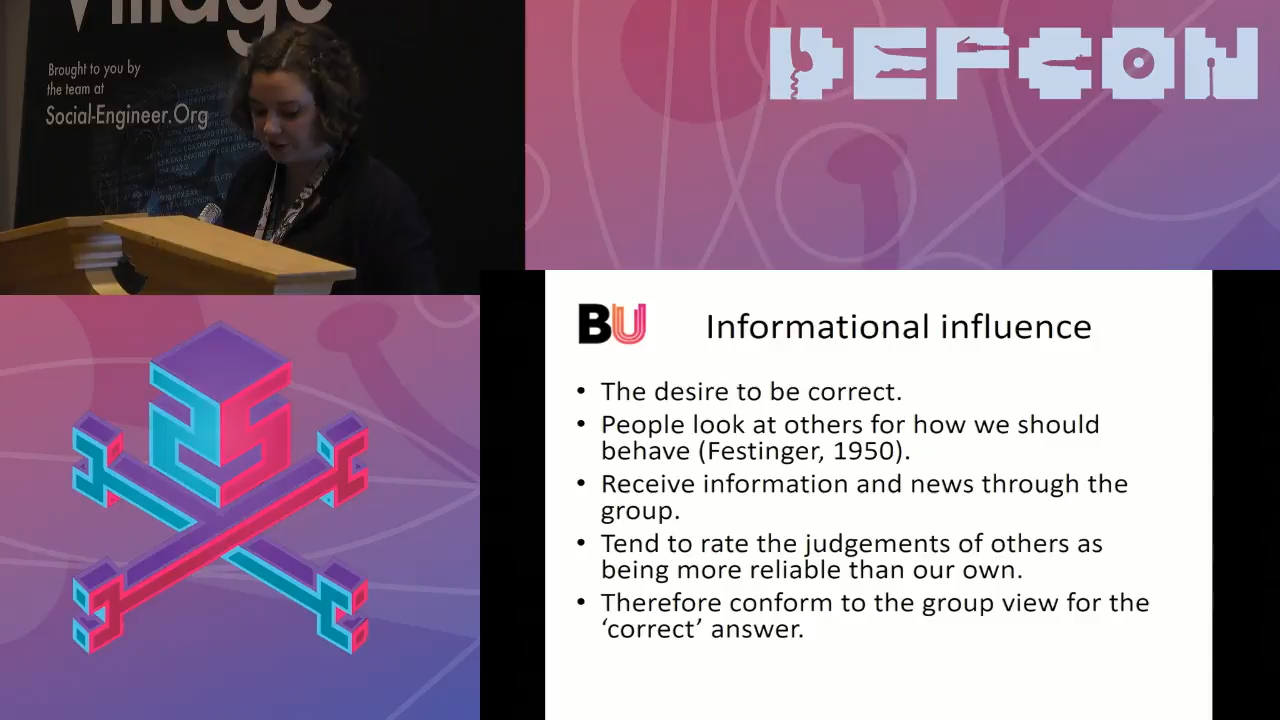 Village
Brought to you by
the team at
Social-Engineer.Org
DEFCON
BU
Informational influence
• The desire to be correct.
• People look at others for how we should
behave (Festinger, 1950).
• Receive information and news through the
group.
• Tend to rate the judgements of others as
being more reliable than our own.
• Therefore conform to the group view for the
‘correct’ answer.